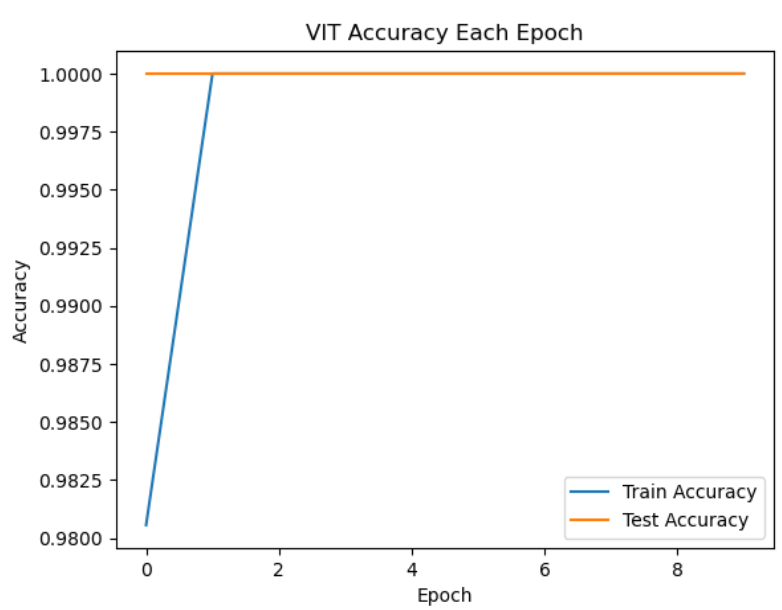 VIT Accuracy Each Epoch
1.0000
0.9975
0.9950
0.9925
0.9900
0.9875
0.9850
0.9825
0.9800
Accuracy
Train Accuracy
Test Accuracy
0 2 4 6 8
Epoch